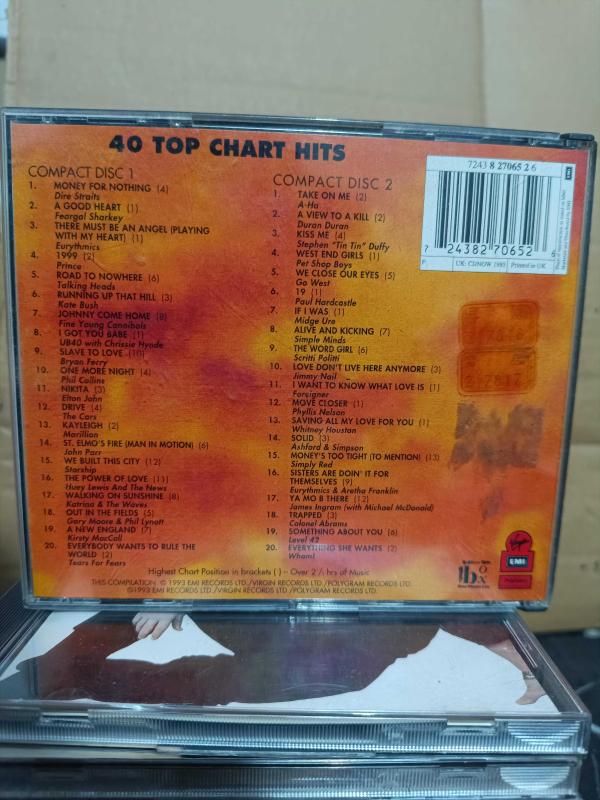 40 TOP CHART HITS
COMPACT DISC 1
1. MONEY FOR NOTHING (4)
Dire Straits
2. A GOOD HEART (1)
Feargal Sharkey
3. THERE MUST BE AN ANGEL (PLAYING
WITH MY HEART) (1)
Eurythmics
4. 1999 (2)
Prince
5. ROAD TO NOWHERE (6)
Talking Heads
6. RUNNING UP THAT HILL (3)
Kate Bush
7. JOHNNY COME HOME (8)
Fine Young Cannibals
8. I GOT YOU BABE (1)
UB40 with Chrissie Hynde
9. SLAVE TO LOVE (10)
Bryan Ferry
10. ONE MORE NIGHT (4)
Phil Collins
11. NIKITA (3)
Elton John
12. DRIVE (4)
The Cars
13. KAYLEIGH (2)
Marillion
14. ST. ELMO'S FIRE (MAN IN MOTION) (6)
John Parr
15. WE BUILT THIS CITY (12)
Starship
16. THE POWER OF LOVE (11)
Huey Lewis And The News
17. WALKING ON SUNSHINE (8)
Katrina & The Waves
18. OUT IN THE FIELDS (5)
Gary Moore & Phil Lynott
19. A NEW ENGLAND (7)
Kirsty MacColl
20. EVERYBODY WANTS TO RULE THE
WORLD (2)
Tears For Fears
COMPACT DISC 2
1. TAKE ON ME (2)
A-Ha
2. A VIEW TO A KILL (2)
Duran Duran
3. KISS ME (4)
Stephen "Tin Tin" Duffy
4. WEST END GIRLS (1)
Pet Shop Boys
5. WE CLOSE OUR EYES (5)
Go West
6. 19 (1)
Paul Hardcastle
7. IF I WAS (1)
Midge Ure
8. ALIVE AND KICKING (7)
Simple Minds
9. THE WORD GIRL (6)
Scritti Politti
10. LOVE DON'T LIVE HERE ANYMORE (3)
Jimmy Nail
11. I WANT TO KNOW WHAT LOVE IS (1)
Foreigner
12. MOVE CLOSER (1)
Phyllis Nelson
13. SAVING ALL MY LOVE FOR YOU (1)
Whitney Houston
14. SOLID (3)
Ashford & Simpson
15. MONEY'S TOO TIGHT (TO MENTION) (13)
Simply Red
16. SISTERS ARE DOIN' IT FOR
THEMSELVES (9)
Eurythmics & Aretha Franklin
17. YA MO B THERE (12)
James Ingram (with Michael McDonald)
18. TRAPPED (3)
Colonel Abrams
19. SOMETHING ABOUT YOU (6)
Level 42
20. EVERYTHING SHE WANTS (2)
Wham!
7243 8 27065 2 6
7 24382 70652 6
UK: CDNOW 1985 Printed in UK
EMI
Virgin
EMI
box
Highest Chart Position in brackets ( ) – Over 2 ½ hrs of Music
THIS COMPILATION ℗ 1993 EMI RECORDS LTD./VIRGIN RECORDS LTD./POLYGRAM RECORDS LTD.
©1993 EMI RECORDS LTD./VIRGIN RECORDS LTD./POLYGRAM RECORDS LTD.